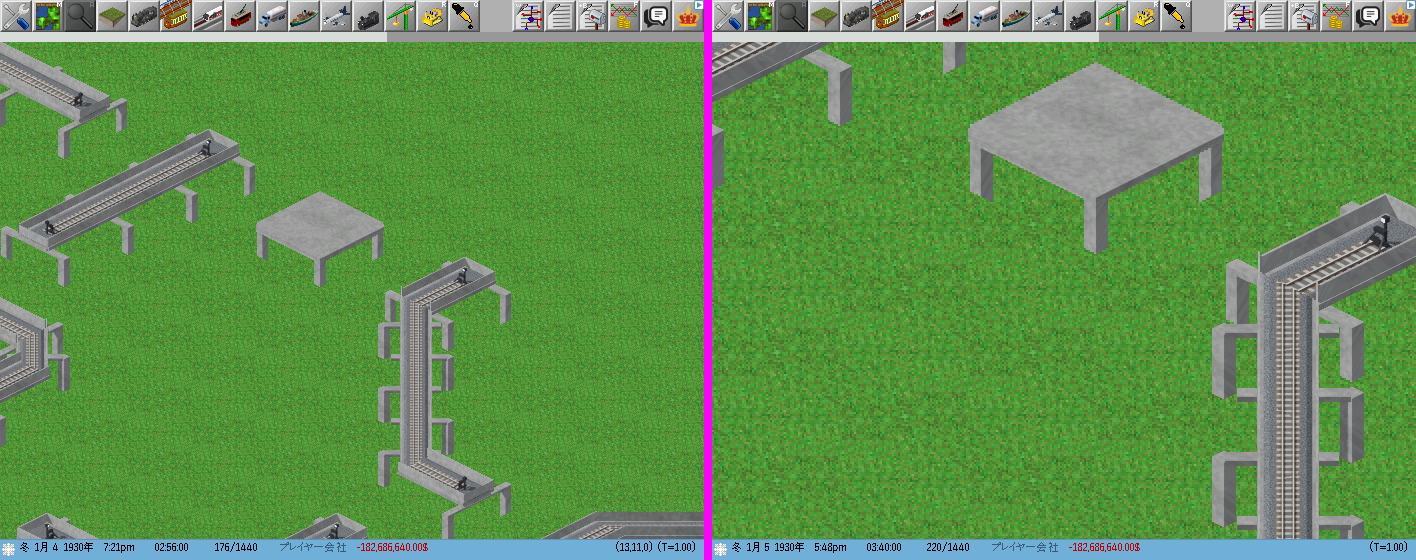 冬 1月 4 1930年 7:21pm 02:56:00 176/1440 プレイヤー会社 -182,686,640.00$ (13,11,0) (T=1.00)
冬 1月 5 1930年 5:48pm 03:40:00 220/1440 プレイヤー会社 -182,686,640.00$ (T=1.00)